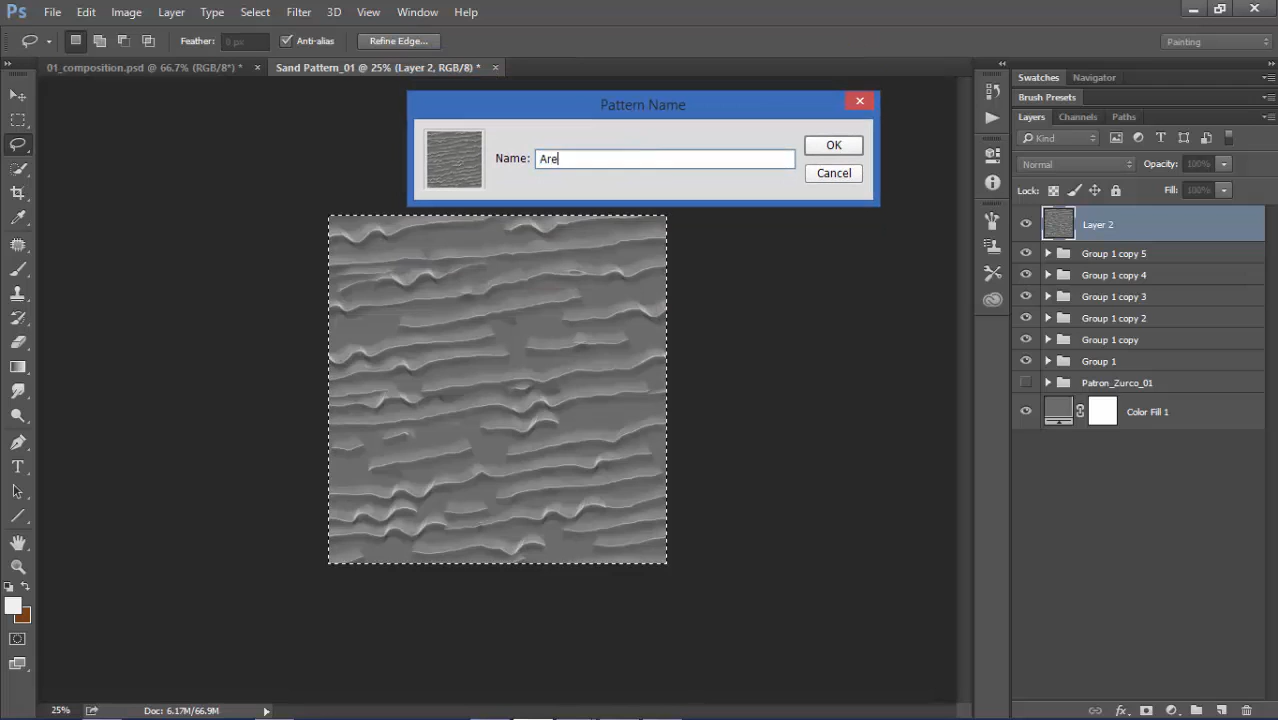 Ps File Edit Image Layer Type Select Filter 3D View Window Help
Feather: 0 px Anti-alias Refine Edge... Painting
01_composition.psd @ 66.7% (RGB/8*) * × Sand Pattern_01 @ 25% (Layer 2, RGB/8) * ×
Swatches Navigator
Brush Presets
Layers Channels Paths
Kind
Normal Opacity: 100%
Lock: Fill: 100%
Layer 2
Group 1 copy 5
Group 1 copy 4
Group 1 copy 3
Group 1 copy 2
Group 1 copy
Group 1
Patron_Zurco_01
Color Fill 1
Pattern Name
Name: Are
OK
Cancel
25% Doc: 6.17M/66.9M